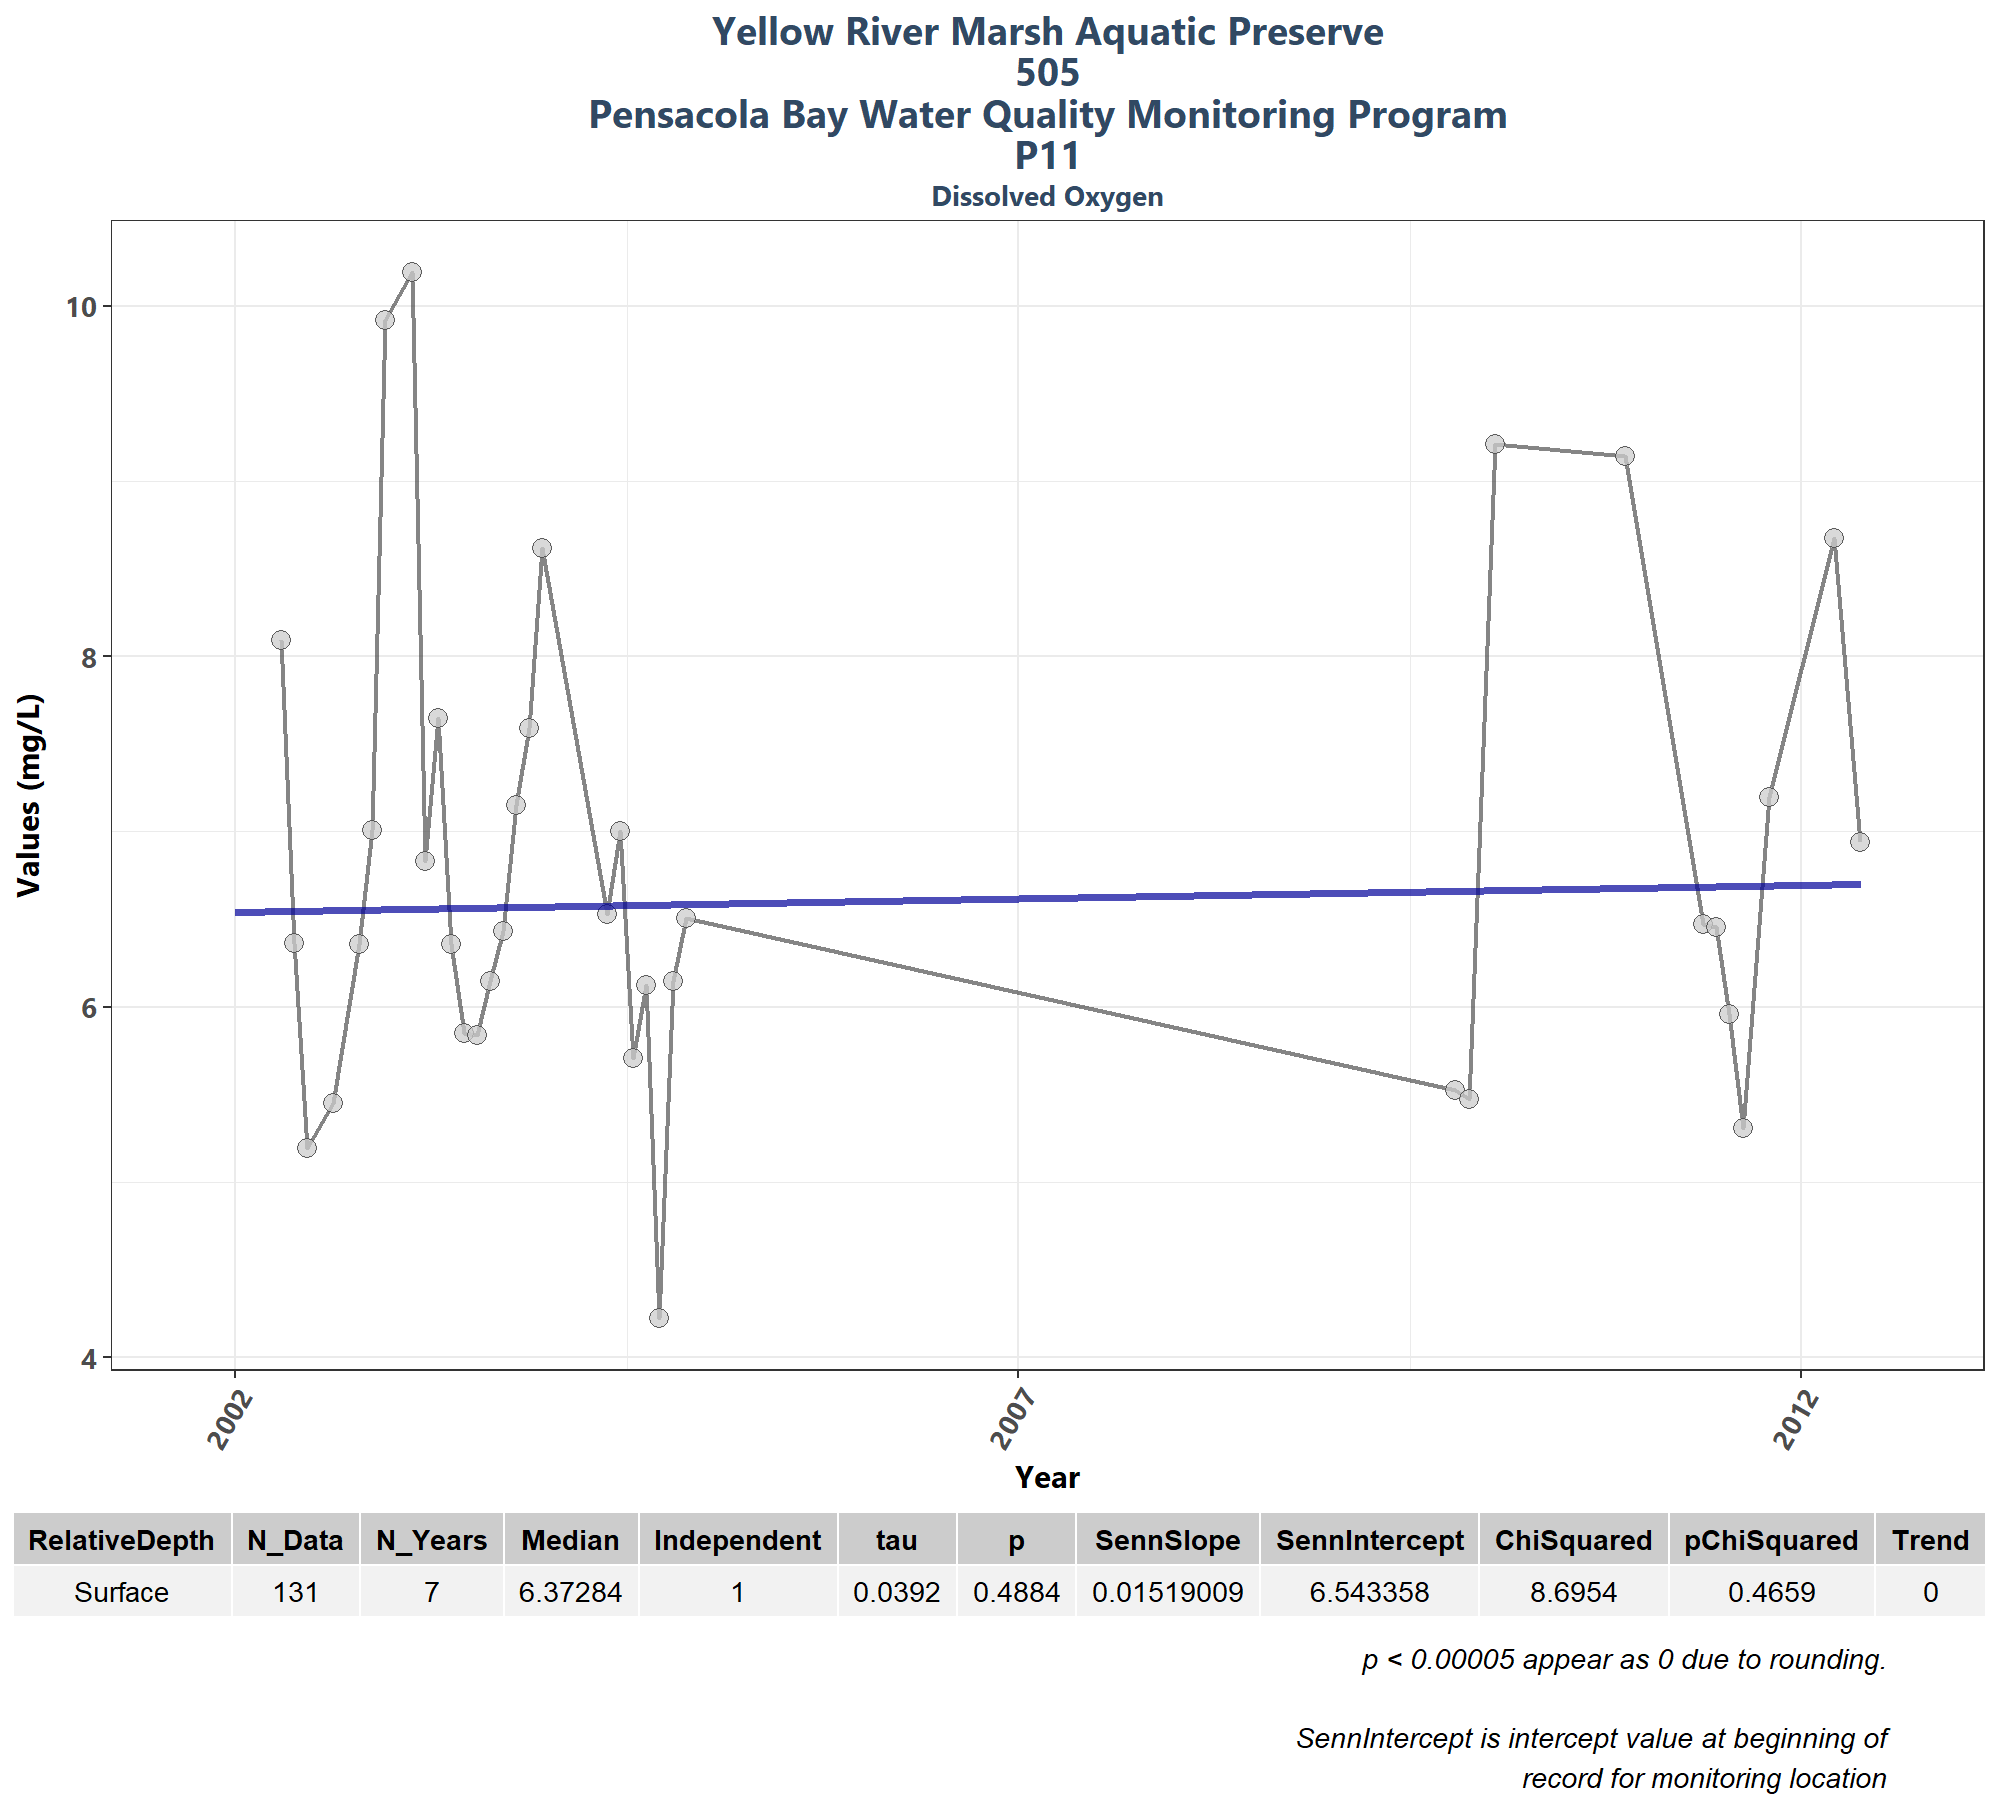 Yellow River Marsh Aquatic Preserve
505
Pensacola Bay Water Quality Monitoring Program
P11
Dissolved Oxygen
10
8
6
4
Values (mg/L)
2002
2007
2012
Year
RelativeDepth N_Data N_Years Median Independent tau p SennSlope SennIntercept ChiSquared pChiSquared Trend
Surface 131 7 6.37284 1 0.0392 0.4884 0.01519009 6.543358 8.6954 0.4659 0
p < 0.00005 appear as 0 due to rounding.
SennIntercept is intercept value at beginning of
record for monitoring location